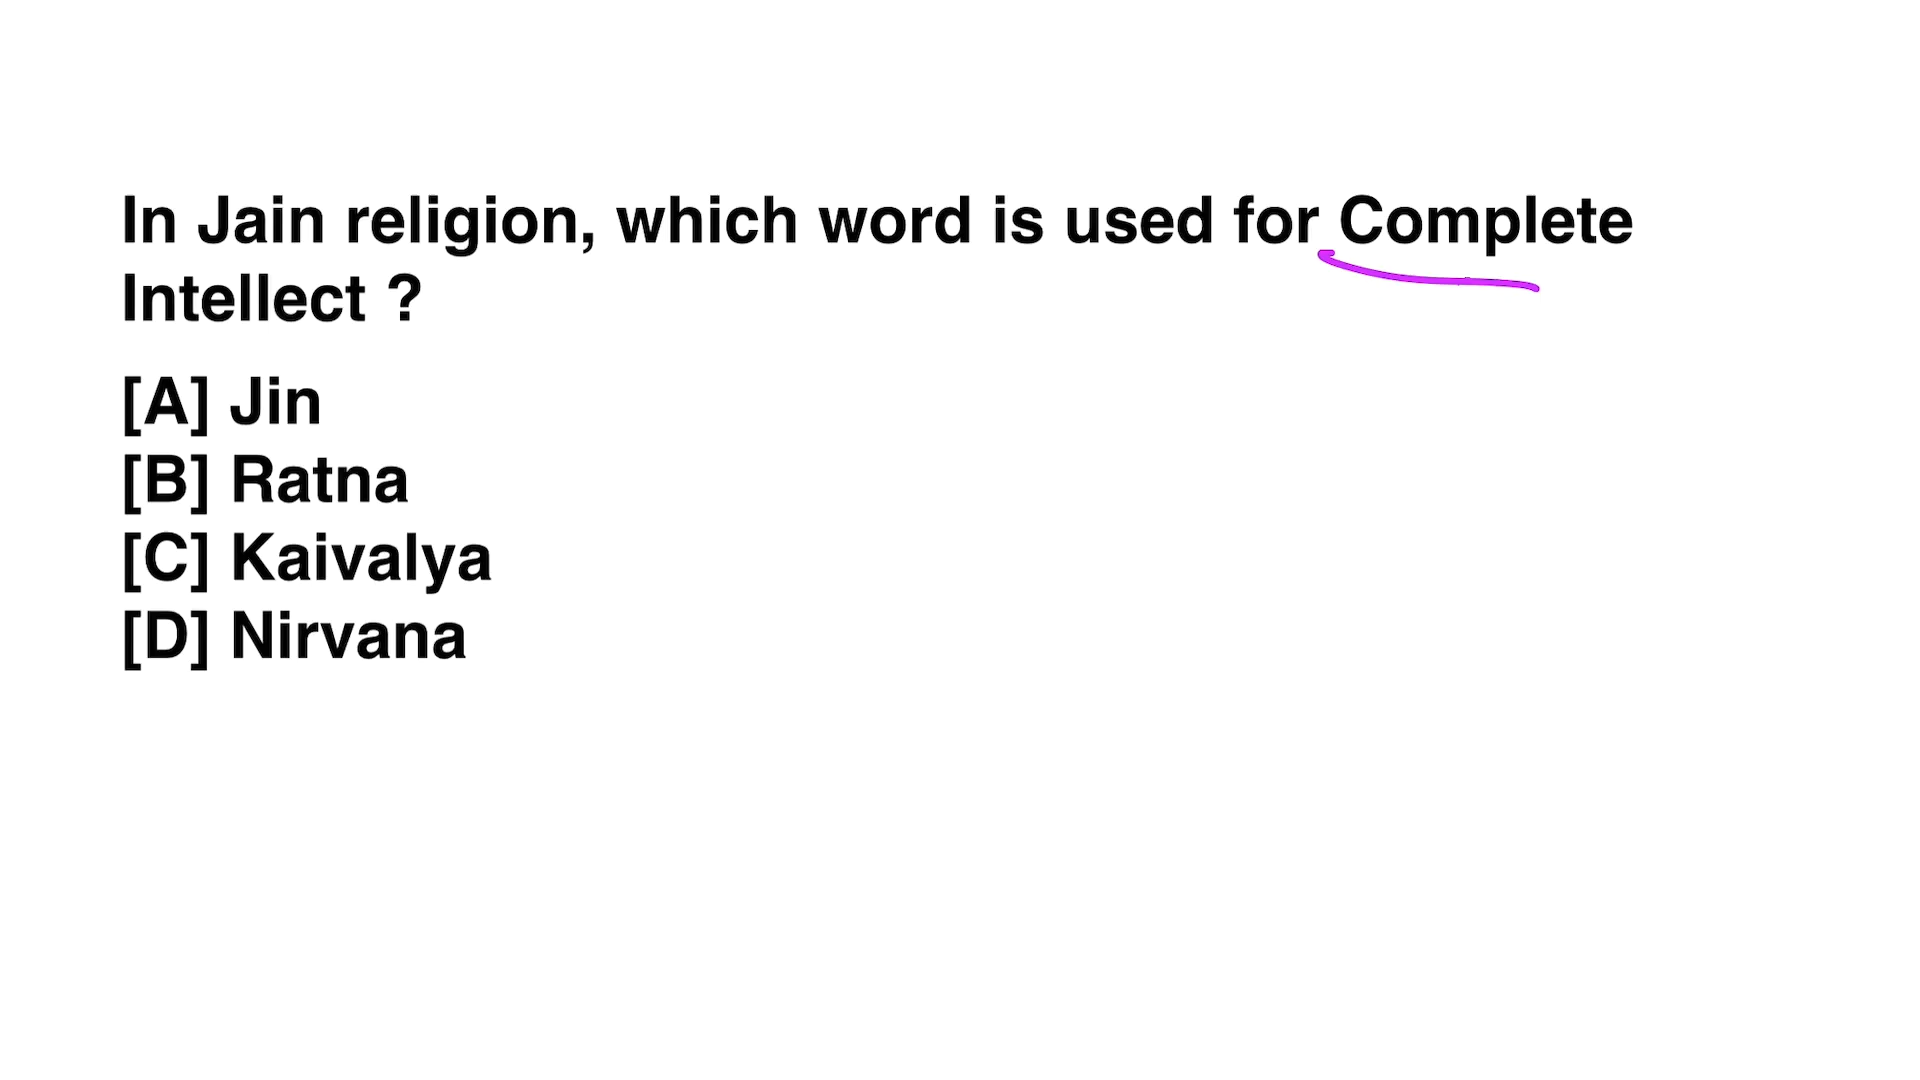 In Jain religion, which word is used for Complete
Intellect ?
[A] Jin
[B] Ratna
[C] Kaivalya
[D] Nirvana